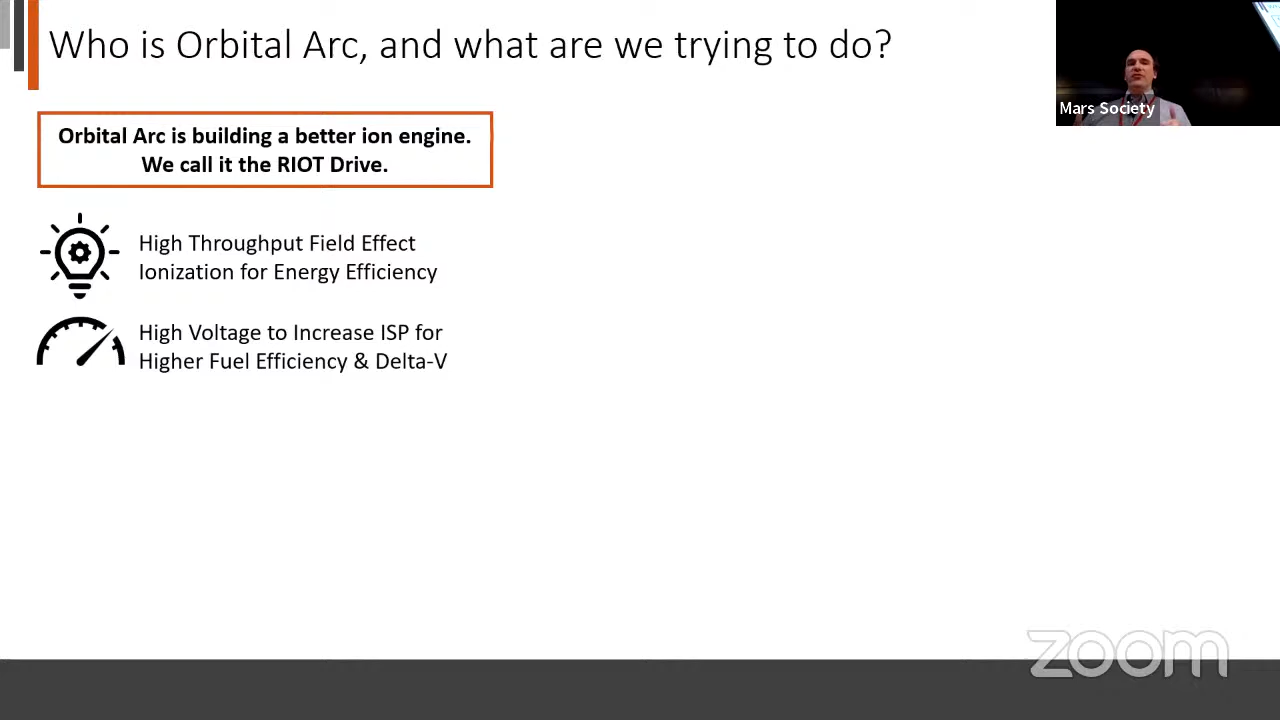 Who is Orbital Arc, and what are we trying to do?
Mars Society
Orbital Arc is building a better ion engine.
We call it the RIOT Drive.
High Throughput Field Effect
Ionization for Energy Efficiency
High Voltage to Increase ISP for
Higher Fuel Efficiency & Delta-V
zoom